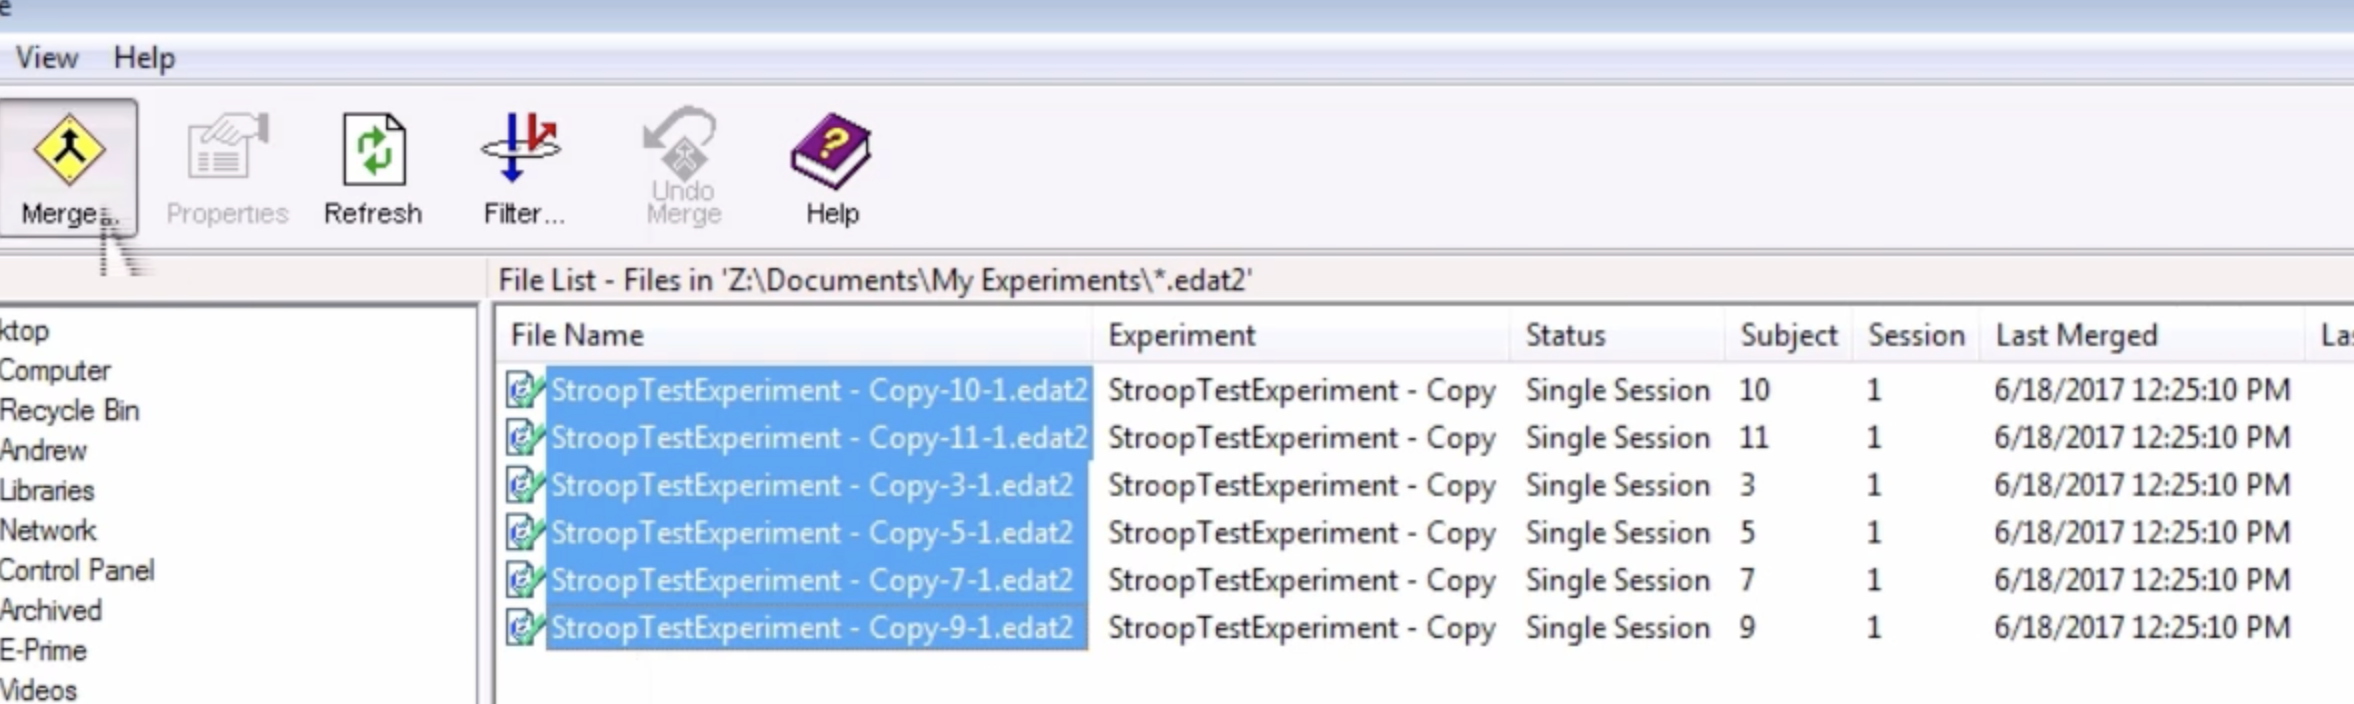 e
View Help
Merge...
Properties
Refresh
Filter...
Undo
Merge
Help
File List - Files in 'Z:\Documents\My Experiments\*.edat2'
ktop
Computer
Recycle Bin
Andrew
Libraries
Network
Control Panel
Archived
E-Prime
Videos
File Name Experiment Status Subject Session Last Merged Las
StroopTestExperiment - Copy-10-1.edat2 StroopTestExperiment - Copy Single Session 10 1 6/18/2017 12:25:10 PM
StroopTestExperiment - Copy-11-1.edat2 StroopTestExperiment - Copy Single Session 11 1 6/18/2017 12:25:10 PM
StroopTestExperiment - Copy-3-1.edat2 StroopTestExperiment - Copy Single Session 3 1 6/18/2017 12:25:10 PM
StroopTestExperiment - Copy-5-1.edat2 StroopTestExperiment - Copy Single Session 5 1 6/18/2017 12:25:10 PM
StroopTestExperiment - Copy-7-1.edat2 StroopTestExperiment - Copy Single Session 7 1 6/18/2017 12:25:10 PM
StroopTestExperiment - Copy-9-1.edat2 StroopTestExperiment - Copy Single Session 9 1 6/18/2017 12:25:10 PM